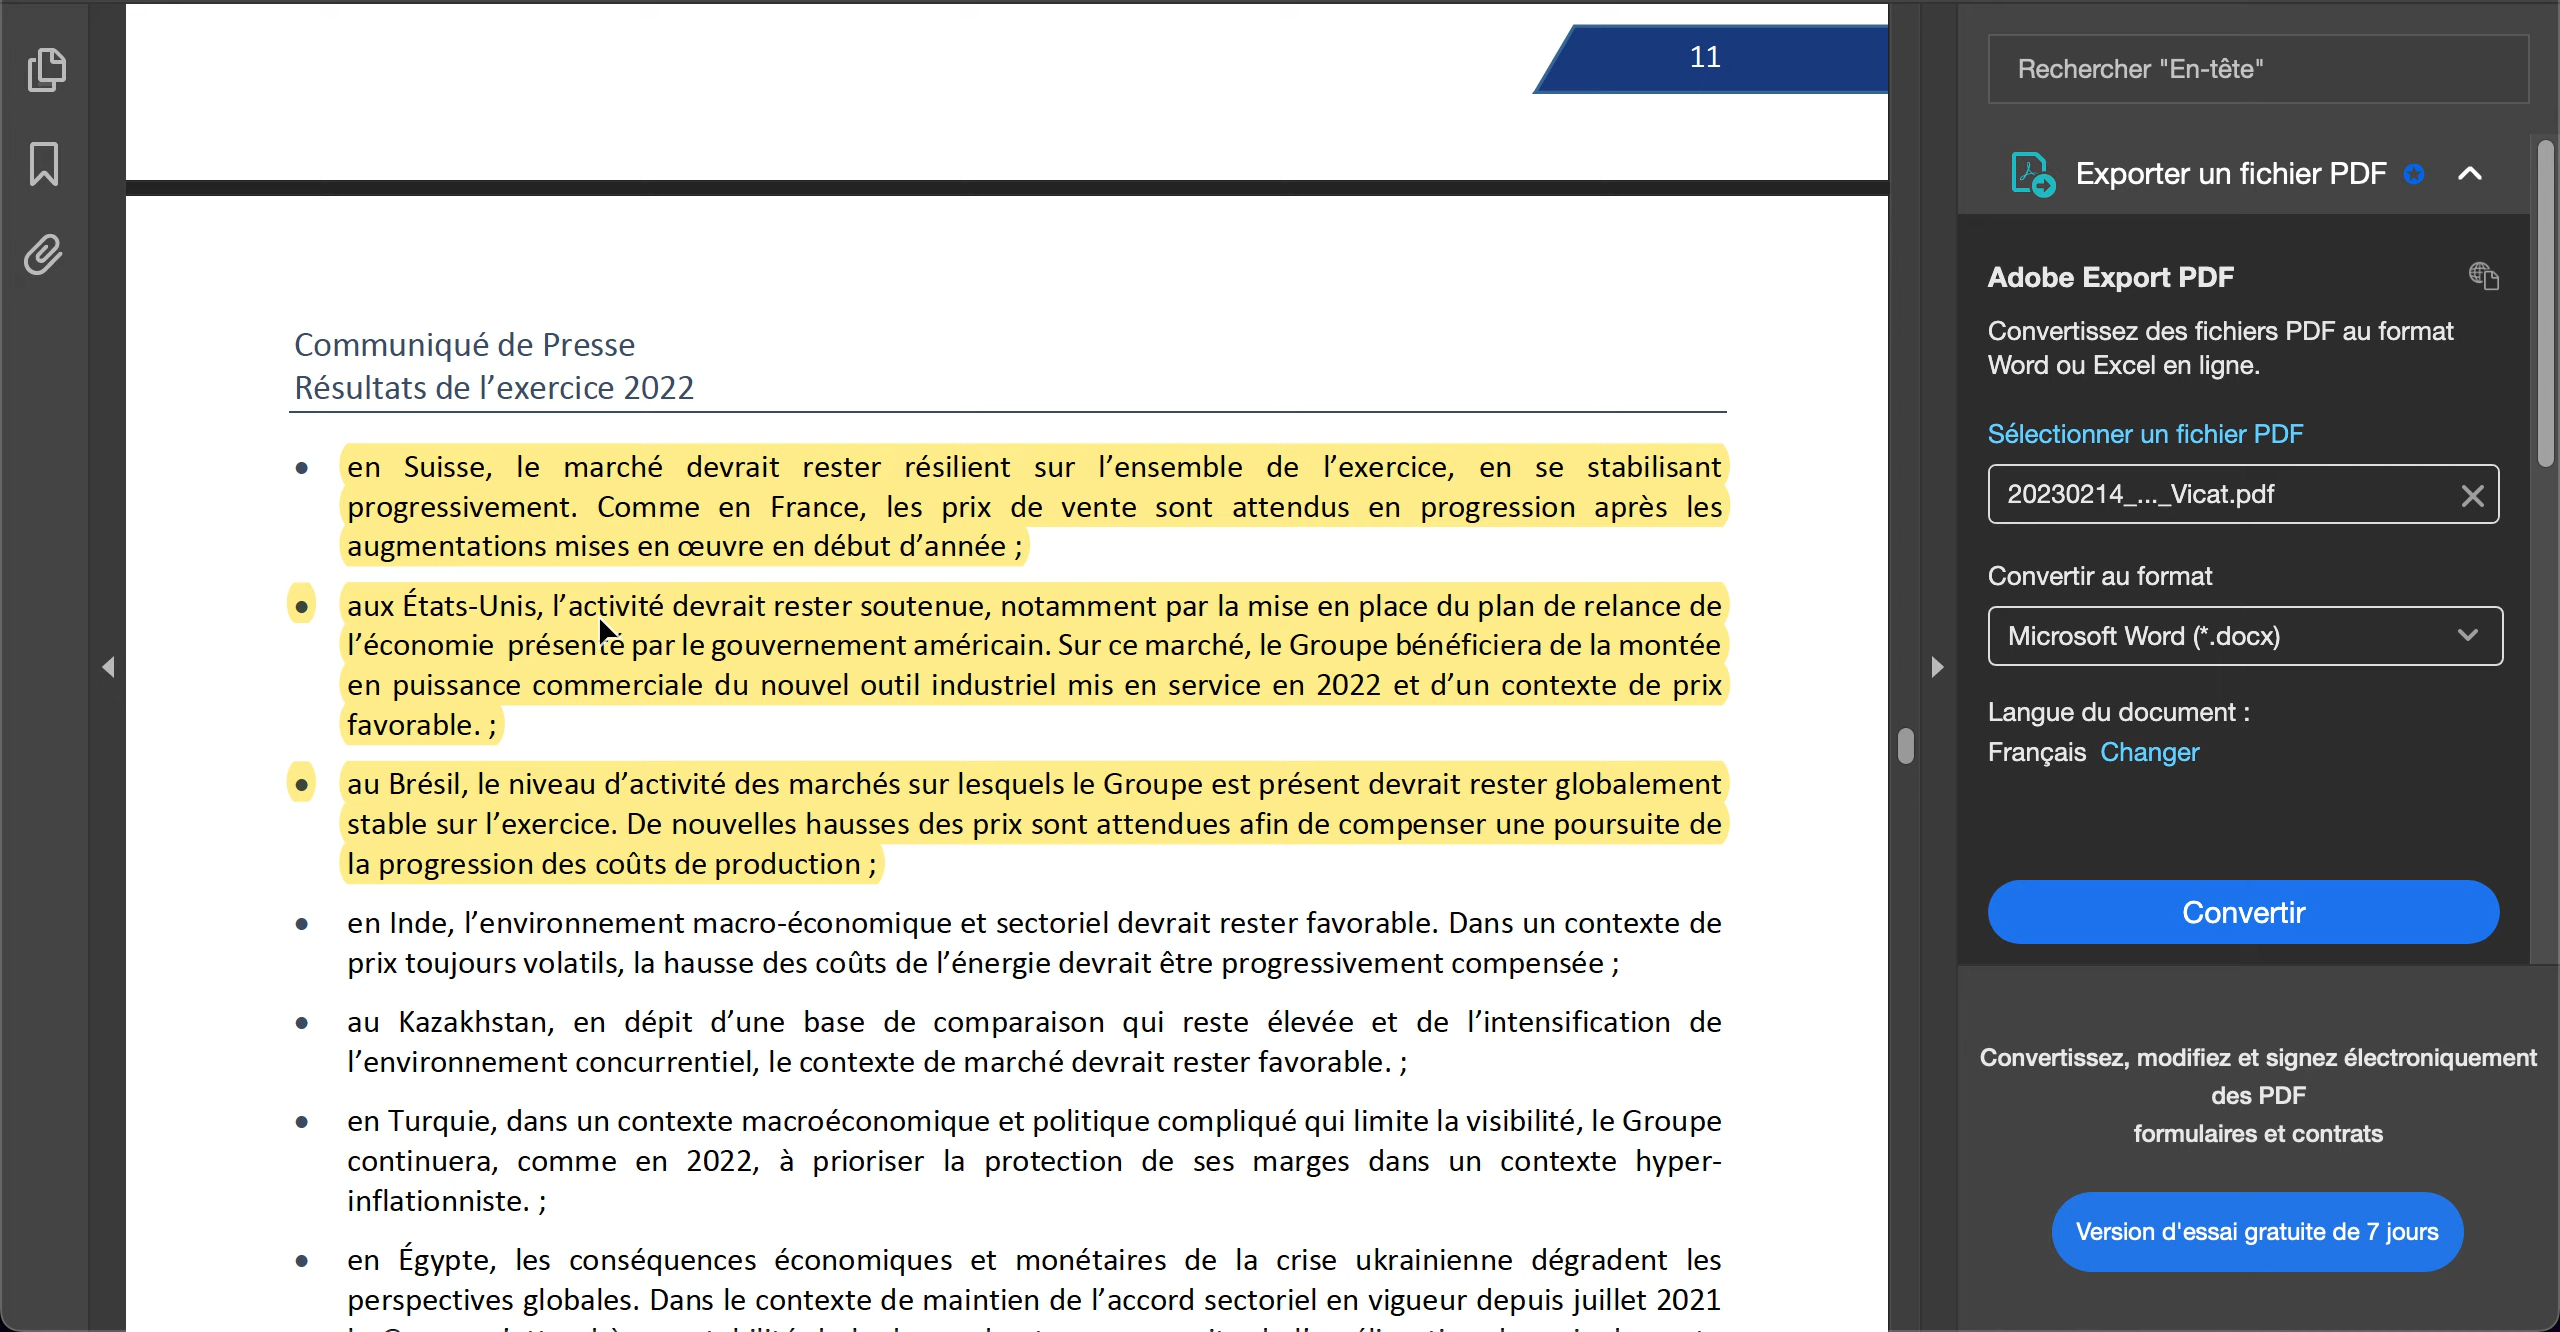 11
Communiqué de Presse
Résultats de l’exercice 2022
• en Suisse, le marché devrait rester résilient sur l’ensemble de l’exercice, en se stabilisant
progressivement. Comme en France, les prix de vente sont attendus en progression après les
augmentations mises en œuvre en début d’année ;
• aux États-Unis, l’activité devrait rester soutenue, notamment par la mise en place du plan de relance de
l’économie présenté par le gouvernement américain. Sur ce marché, le Groupe bénéficiera de la montée
en puissance commerciale du nouvel outil industriel mis en service en 2022 et d’un contexte de prix
favorable. ;
• au Brésil, le niveau d’activité des marchés sur lesquels le Groupe est présent devrait rester globalement
stable sur l’exercice. De nouvelles hausses des prix sont attendues afin de compenser une poursuite de
la progression des coûts de production ;
• en Inde, l’environnement macro-économique et sectoriel devrait rester favorable. Dans un contexte de
prix toujours volatils, la hausse des coûts de l’énergie devrait être progressivement compensée ;
• au Kazakhstan, en dépit d’une base de comparaison qui reste élevée et de l’intensification de
l’environnement concurrentiel, le contexte de marché devrait rester favorable. ;
• en Turquie, dans un contexte macroéconomique et politique compliqué qui limite la visibilité, le Groupe
continuera, comme en 2022, à prioriser la protection de ses marges dans un contexte hyper-
inflationniste. ;
• en Égypte, les conséquences économiques et monétaires de la crise ukrainienne dégradent les
perspectives globales. Dans le contexte de maintien de l’accord sectoriel en vigueur depuis juillet 2021
Rechercher "En-tête"
Exporter un fichier PDF
Adobe Export PDF
Convertissez des fichiers PDF au format
Word ou Excel en ligne.
Sélectionner un fichier PDF
20230214_..._Vicat.pdf
Convertir au format
Microsoft Word (*.docx)
Langue du document :
Français Changer
Convertir
Convertissez, modifiez et signez électroniquement
des PDF
formulaires et contrats
Version d'essai gratuite de 7 jours